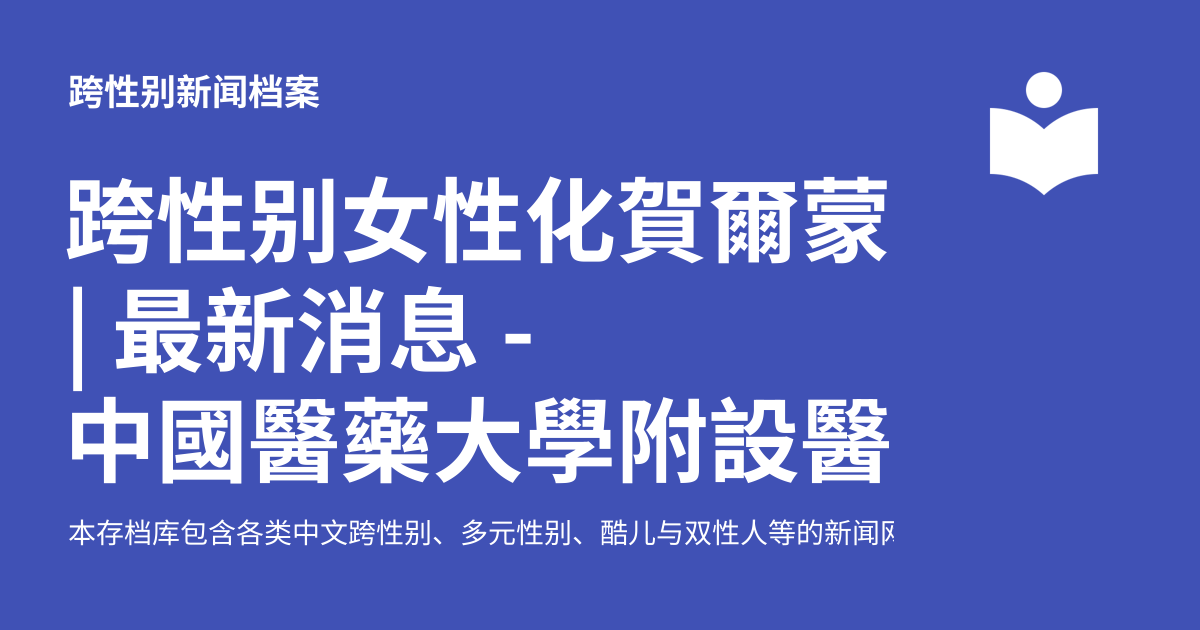 跨性别新闻档案
跨性别女性化賀爾蒙
| 最新消息 -
中國醫藥大學附設醫
本存档库包含各类中文跨性别、多元性别、酷儿与双性人等的新闻网